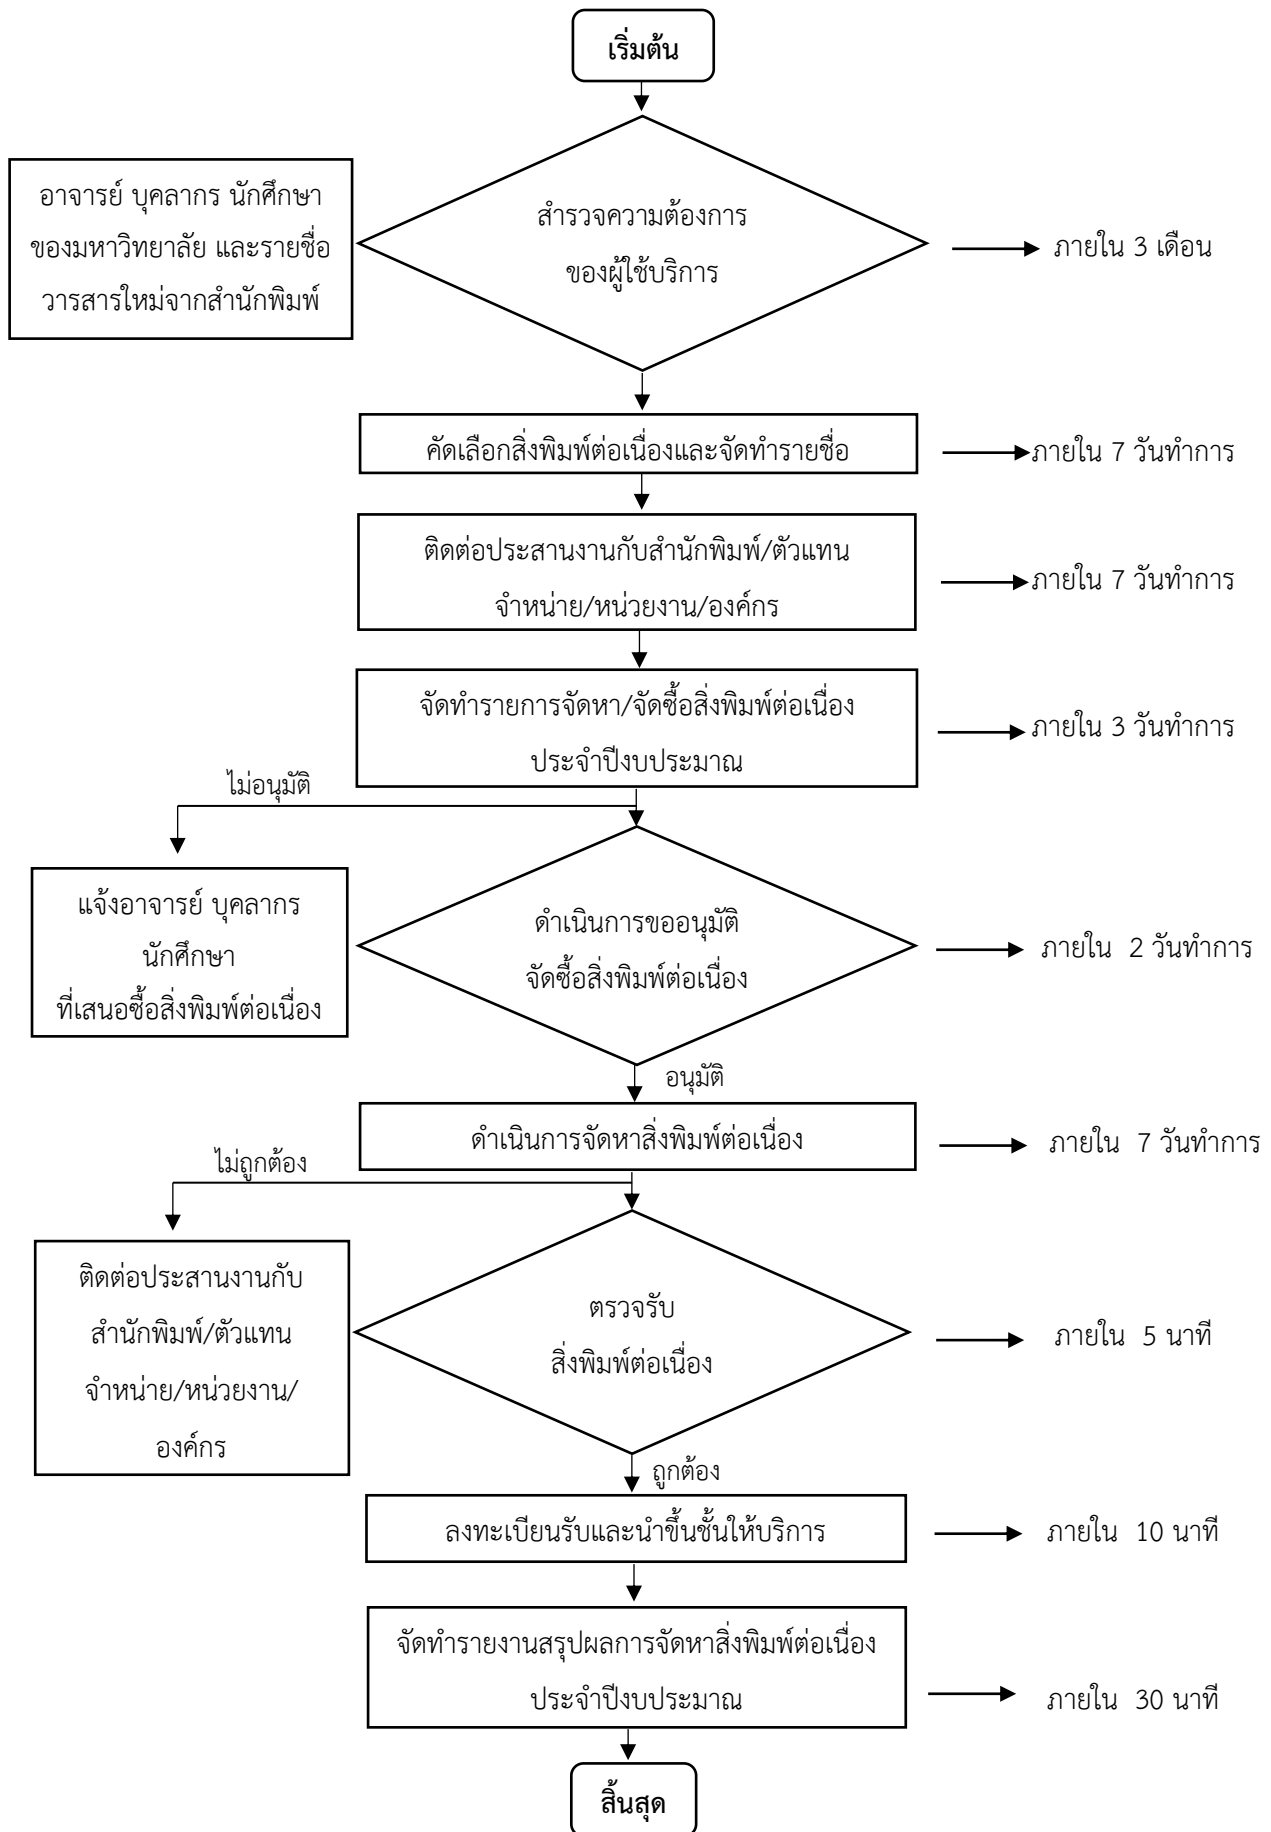 เริ่มต้น
อาจารย์ บุคลากร นักศึกษา
ของมหาวิทยาลัย และรายชื่อ
วารสารใหม่จากสำนักพิมพ์
สำรวจความต้องการ
ของผู้ใช้บริการ
ภายใน 3 เดือน
คัดเลือกสิ่งพิมพ์ต่อเนื่องและจัดทำรายชื่อ
ภายใน 7 วันทำการ
ติดต่อประสานงานกับสำนักพิมพ์/ตัวแทน
จำหน่าย/หน่วยงาน/องค์กร
ภายใน 7 วันทำการ
จัดทำรายการจัดหา/จัดซื้อสิ่งพิมพ์ต่อเนื่อง
ประจำปีงบประมาณ
ภายใน 3 วันทำการ
ไม่อนุมัติ
แจ้งอาจารย์ บุคลากร
นักศึกษา
ที่เสนอซื้อสิ่งพิมพ์ต่อเนื่อง
ดำเนินการขออนุมัติ
จัดซื้อสิ่งพิมพ์ต่อเนื่อง
ภายใน 2 วันทำการ
อนุมัติ
ดำเนินการจัดหาสิ่งพิมพ์ต่อเนื่อง
ภายใน 7 วันทำการ
ไม่ถูกต้อง
ติดต่อประสานงานกับ
สำนักพิมพ์/ตัวแทน
จำหน่าย/หน่วยงาน/
องค์กร
ตรวจรับ
สิ่งพิมพ์ต่อเนื่อง
ภายใน 5 นาที
ถูกต้อง
ลงทะเบียนรับและนำขึ้นชั้นให้บริการ
ภายใน 10 นาที
จัดทำรายงานสรุปผลการจัดหาสิ่งพิมพ์ต่อเนื่อง
ประจำปีงบประมาณ
ภายใน 30 นาที
สิ้นสุด